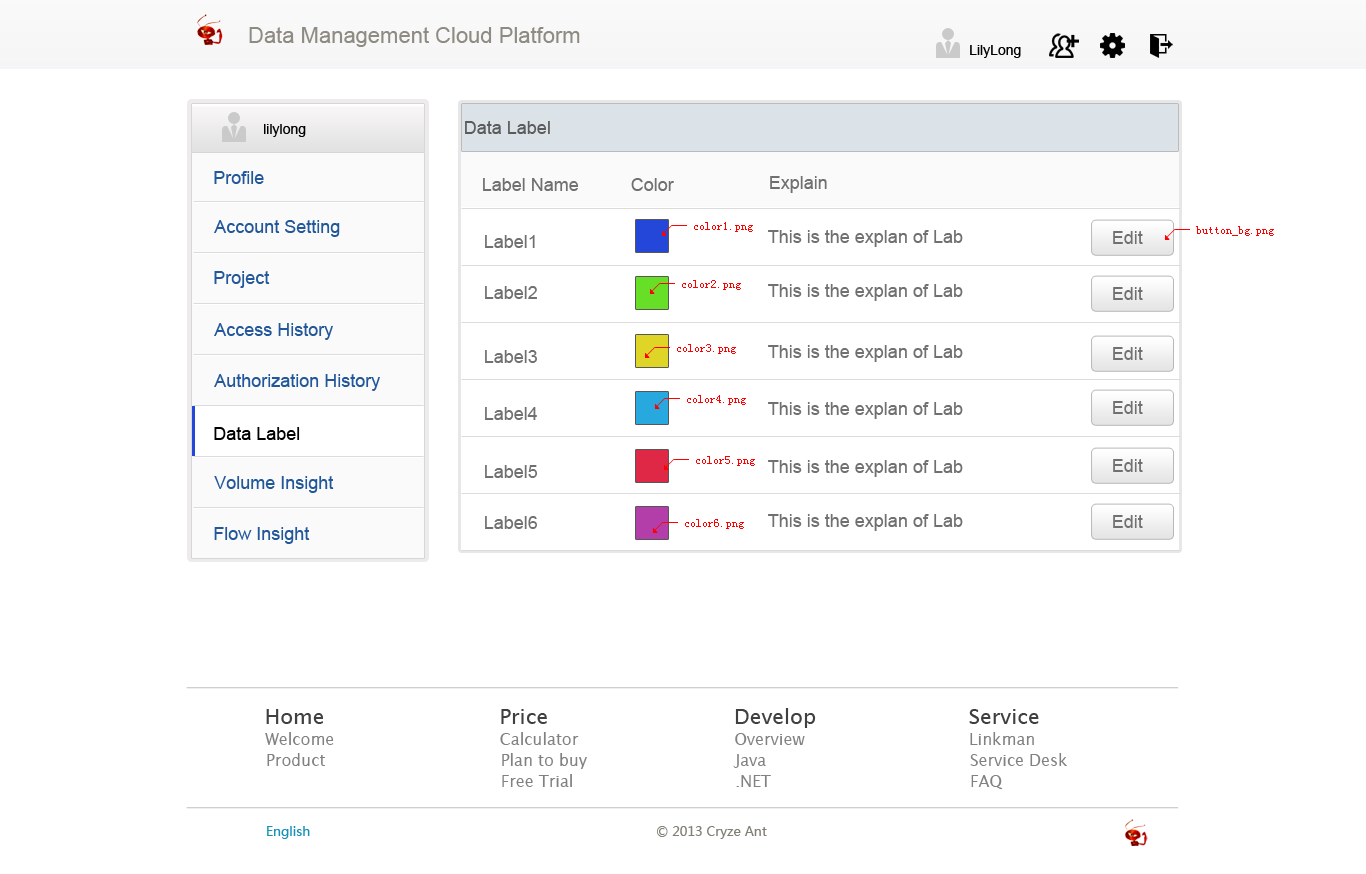 Data Management Cloud Platform
LilyLong
lilylong
Profile
Account Setting
Project
Access History
Authorization History
Data Label
Volume Insight
Flow Insight
Data Label
Label Name Color Explain
Label1 color1.png This is the explan of Lab Edit button_bg.png
Label2 color2.png This is the explan of Lab Edit
Label3 color3.png This is the explan of Lab Edit
Label4 color4.png This is the explan of Lab Edit
Label5 color5.png This is the explan of Lab Edit
Label6 color6.png This is the explan of Lab Edit
Home
Welcome
Product
Price
Calculator
Plan to buy
Free Trial
Develop
Overview
Java
.NET
Service
Linkman
Service Desk
FAQ
English
© 2013 Cryze Ant